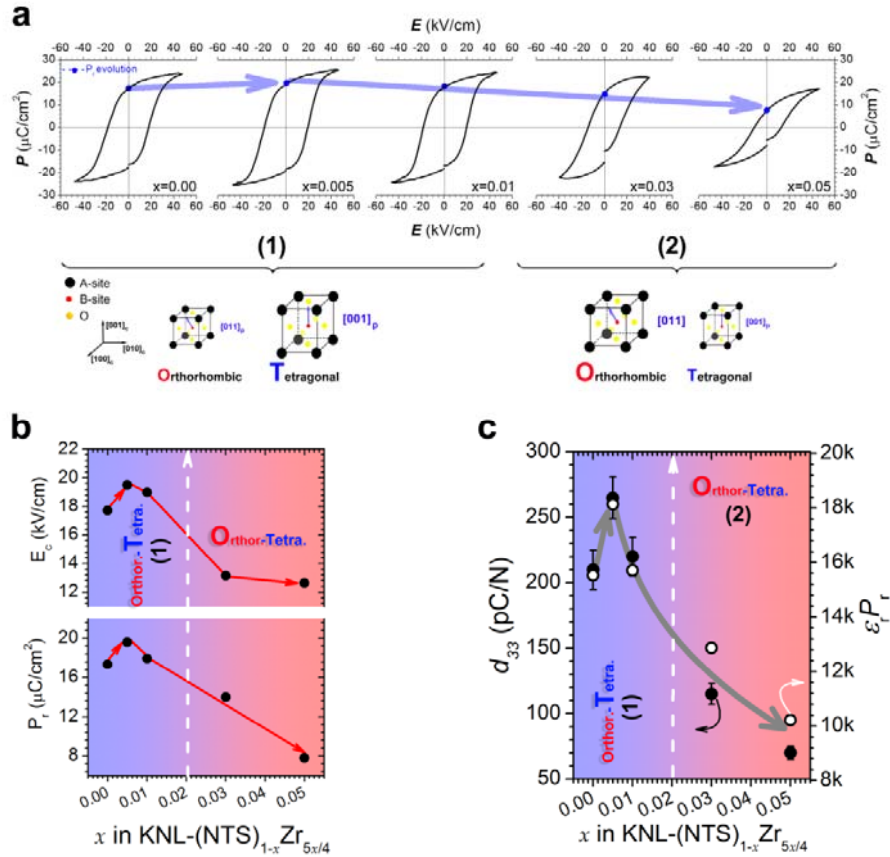 a
E (kV/cm)
-60 -40 -20 0 20 40 60 -40 -20 0 20 40 60 -40 -20 0 20 40 60 -40 -20 0 20 40 60 -40 -20 0 20 40 60
30
20
10
0
-10
-20
-30
P (μC/cm²)
Pr evolution
x=0.00
x=0.005
x=0.01
x=0.03
x=0.05
30
20
10
0
-10
-20
-30
P (μC/cm²)
-60 -40 -20 0 20 40 60 -40 -20 0 20 40 60 -40 -20 0 20 40 60 -40 -20 0 20 40 60 -40 -20 0 20 40 60
E (kV/cm)
(1)
(2)
A-site
B-site
O
[001]c
[010]c
[100]c
[011]p
Orthorhombic
[001]p
Tetragonal
[011]
Orthorhombic
[001]p
Tetragonal
b
22
20
18
16
14
12
Ec (kV/cm)
Orthor.-Tetra.
(1)
Orthor.-Tetra.
20
16
12
8
Pr (μC/cm²)
0.00 0.01 0.02 0.03 0.04 0.05
x in KNL-(NTS)1-xZr5x/4
c
300
250
200
150
100
50
d33 (pC/N)
Orthor.-Tetra.
(2)
Orthor.-Tetra.
(1)
20k
18k
16k
14k
12k
10k
8k
εrPr
0.00 0.01 0.02 0.03 0.04 0.05
x in KNL-(NTS)1-xZr5x/4